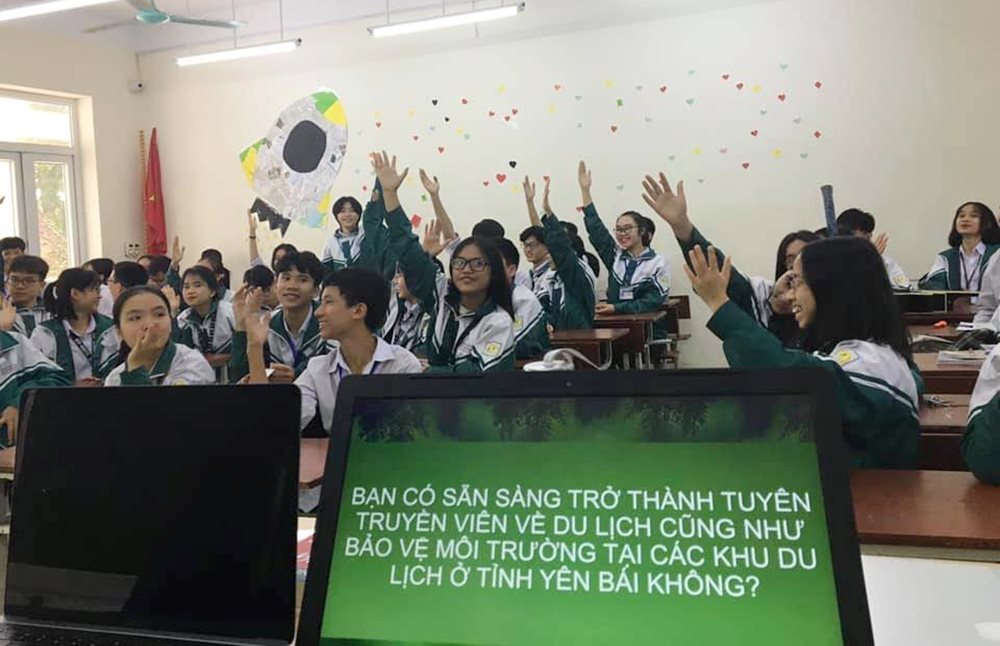 BẠN CÓ SẴN SÀNG TRỞ THÀNH TUYÊN
TRUYỀN VIÊN VỀ DU LỊCH CŨNG NHƯ
BẢO VỆ MÔI TRƯỜNG TẠI CÁC KHU DU
LỊCH Ở TỈNH YÊN BÁI KHÔNG?